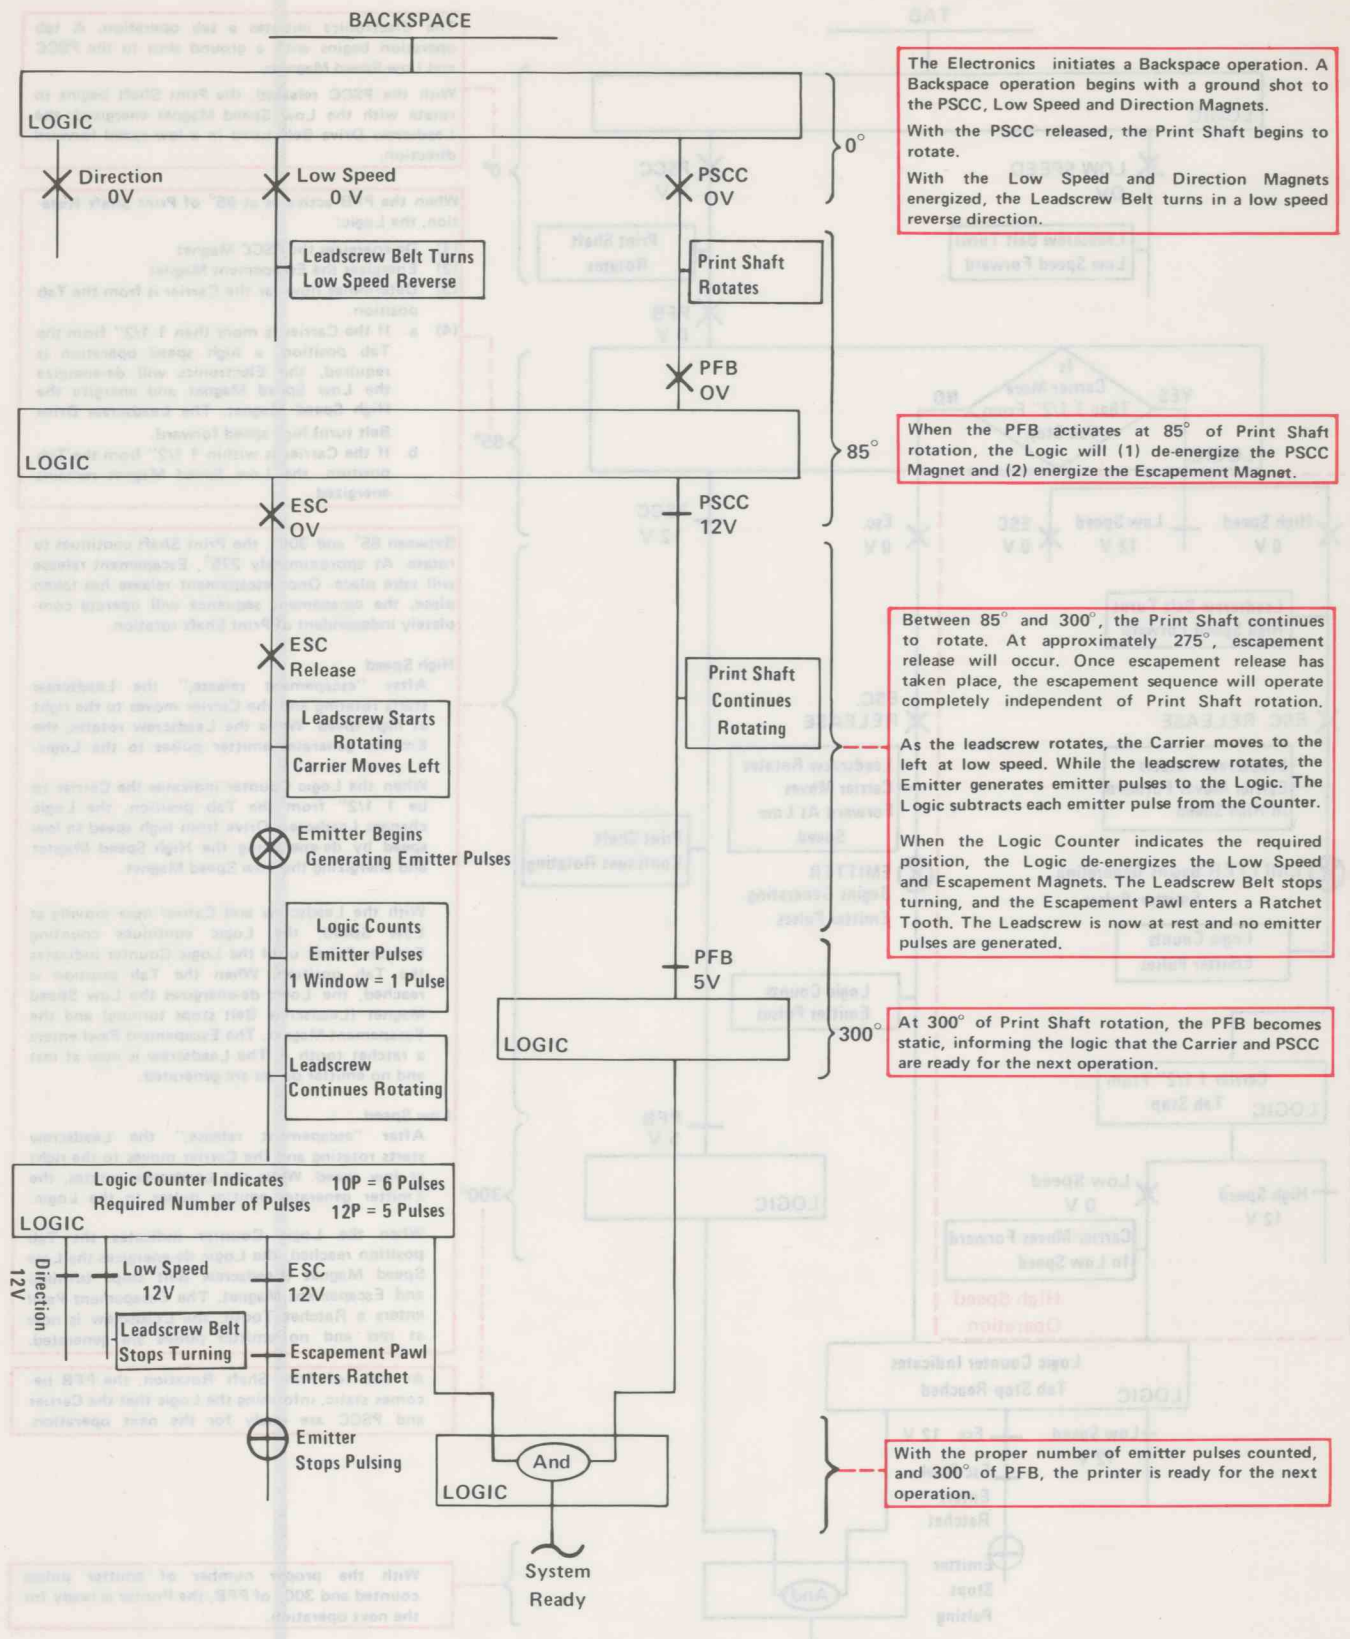 BACKSPACE
LOGIC
Direction
0V
Low Speed
0 V
PSCC
0V
0°
The Electronics initiates a Backspace operation. A
Backspace operation begins with a ground shot to
the PSCC, Low Speed and Direction Magnets.
With the PSCC released, the Print Shaft begins to
rotate.
With the Low Speed and Direction Magnets
energized, the Leadscrew Belt turns in a low speed
reverse direction.
Leadscrew Belt Turns
Low Speed Reverse
Print Shaft
Rotates
PFB
0V
LOGIC
85°
When the PFB activates at 85° of Print Shaft
rotation, the Logic will (1) de-energize the PSCC
Magnet and (2) energize the Escapement Magnet.
ESC
0V
PSCC
12V
ESC
Release
Leadscrew Starts
Rotating
Carrier Moves Left
Print Shaft
Continues
Rotating
Between 85° and 300°, the Print Shaft continues
to rotate. At approximately 275°, escapement
release will occur. Once escapement release has
taken place, the escapement sequence will operate
completely independent of Print Shaft rotation.
As the leadscrew rotates, the Carrier moves to the
left at low speed. While the leadscrew rotates, the
Emitter generates emitter pulses to the Logic. The
Logic subtracts each emitter pulse from the Counter.
When the Logic Counter indicates the required
position, the Logic de-energizes the Low Speed
and Escapement Magnets. The Leadscrew Belt stops
turning, and the Escapement Pawl enters a Ratchet
Tooth. The Leadscrew is now at rest and no emitter
pulses are generated.
Emitter Begins
Generating Emitter Pulses
Logic Counts
Emitter Pulses
1 Window = 1 Pulse
PFB
5V
LOGIC
300°
At 300° of Print Shaft rotation, the PFB becomes
static, informing the logic that the Carrier and PSCC
are ready for the next operation.
Leadscrew
Continues Rotating
Logic Counter Indicates
Required Number of Pulses
10P = 6 Pulses
12P = 5 Pulses
LOGIC
Direction
12V
Low Speed
12V
ESC
12V
Leadscrew Belt
Stops Turning
Escapement Pawl
Enters Ratchet
Emitter
Stops Pulsing
And
LOGIC
With the proper number of emitter pulses counted,
and 300° of PFB, the printer is ready for the next
operation.
System
Ready